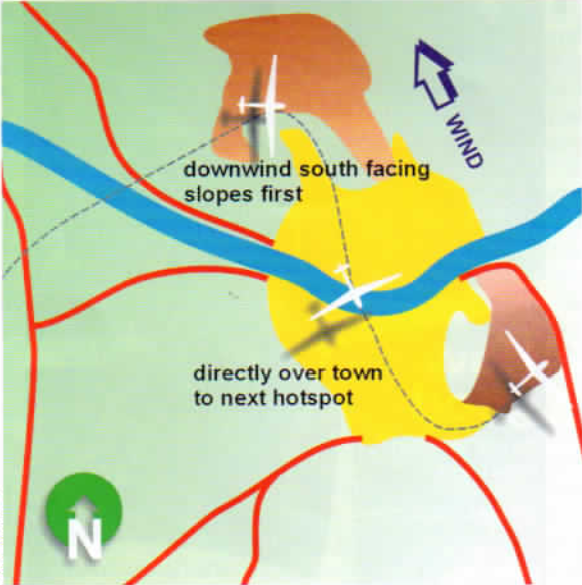 WIND
downwind south facing
slopes first
directly over town
to next hotspot
N